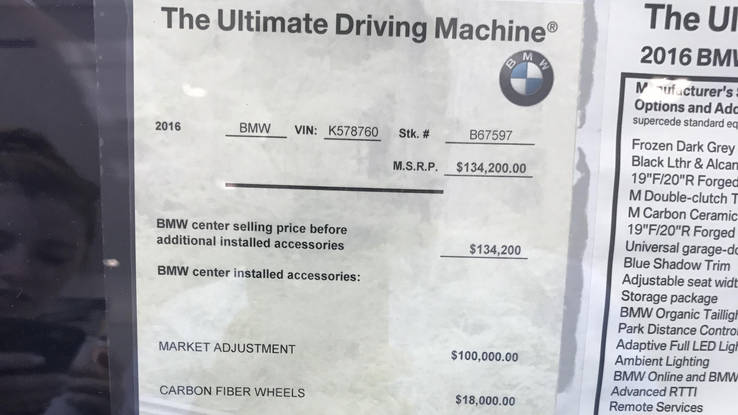 The Ultimate Driving Machine®
BMW
2016 BMW VIN: K578760 Stk. # B67597
M.S.R.P. $134,200.00
BMW center selling price before
additional installed accessories $134,200
BMW center installed accessories:
MARKET ADJUSTMENT $100,000.00
CARBON FIBER WHEELS $18,000.00
The Ul
2016 BMW
Manufacturer's
Options and Add
supercede standard eq
Frozen Dark Grey
Black Lthr & Alcan
19"F/20"R Forged
M Double-clutch T
M Carbon Ceramic
19"F/20"R Forged
Universal garage-do
Blue Shadow Trim
Adjustable seat widt
Storage package
BMW Organic Tailligh
Park Distance Contro
Adaptive Full LED Ligh
Ambient Lighting
BMW Online and BMW
Advanced RTTI
Remote Services